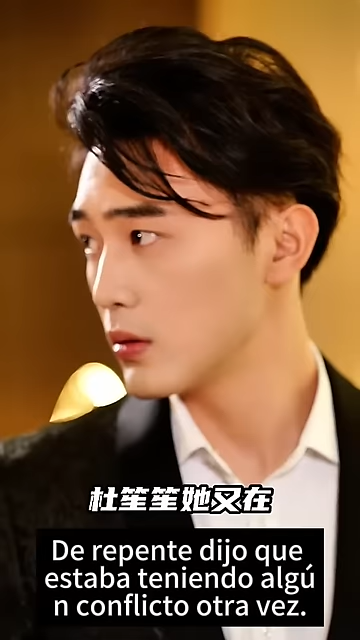 杜笙笙她又在
De repente dijo que
estaba teniendo algú
n conflicto otra vez.